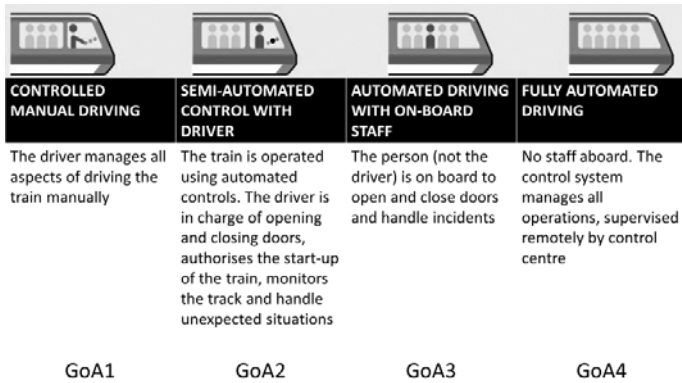 CONTROLLED
MANUAL DRIVING
SEMI-AUTOMATED
CONTROL WITH
DRIVER
AUTOMATED DRIVING
WITH ON-BOARD
STAFF
FULLY AUTOMATED
DRIVING
The driver manages all
aspects of driving the
train manually
The train is operated
using automated
controls. The driver is
in charge of opening
and closing doors,
authorises the start-up
of the train, monitors
the track and handle
unexpected situations
The person (not the
driver) is on board to
open and close doors
and handle incidents
No staff aboard. The
control system
manages all
operations, supervised
remotely by control
centre
GoA1
GoA2
GoA3
GoA4